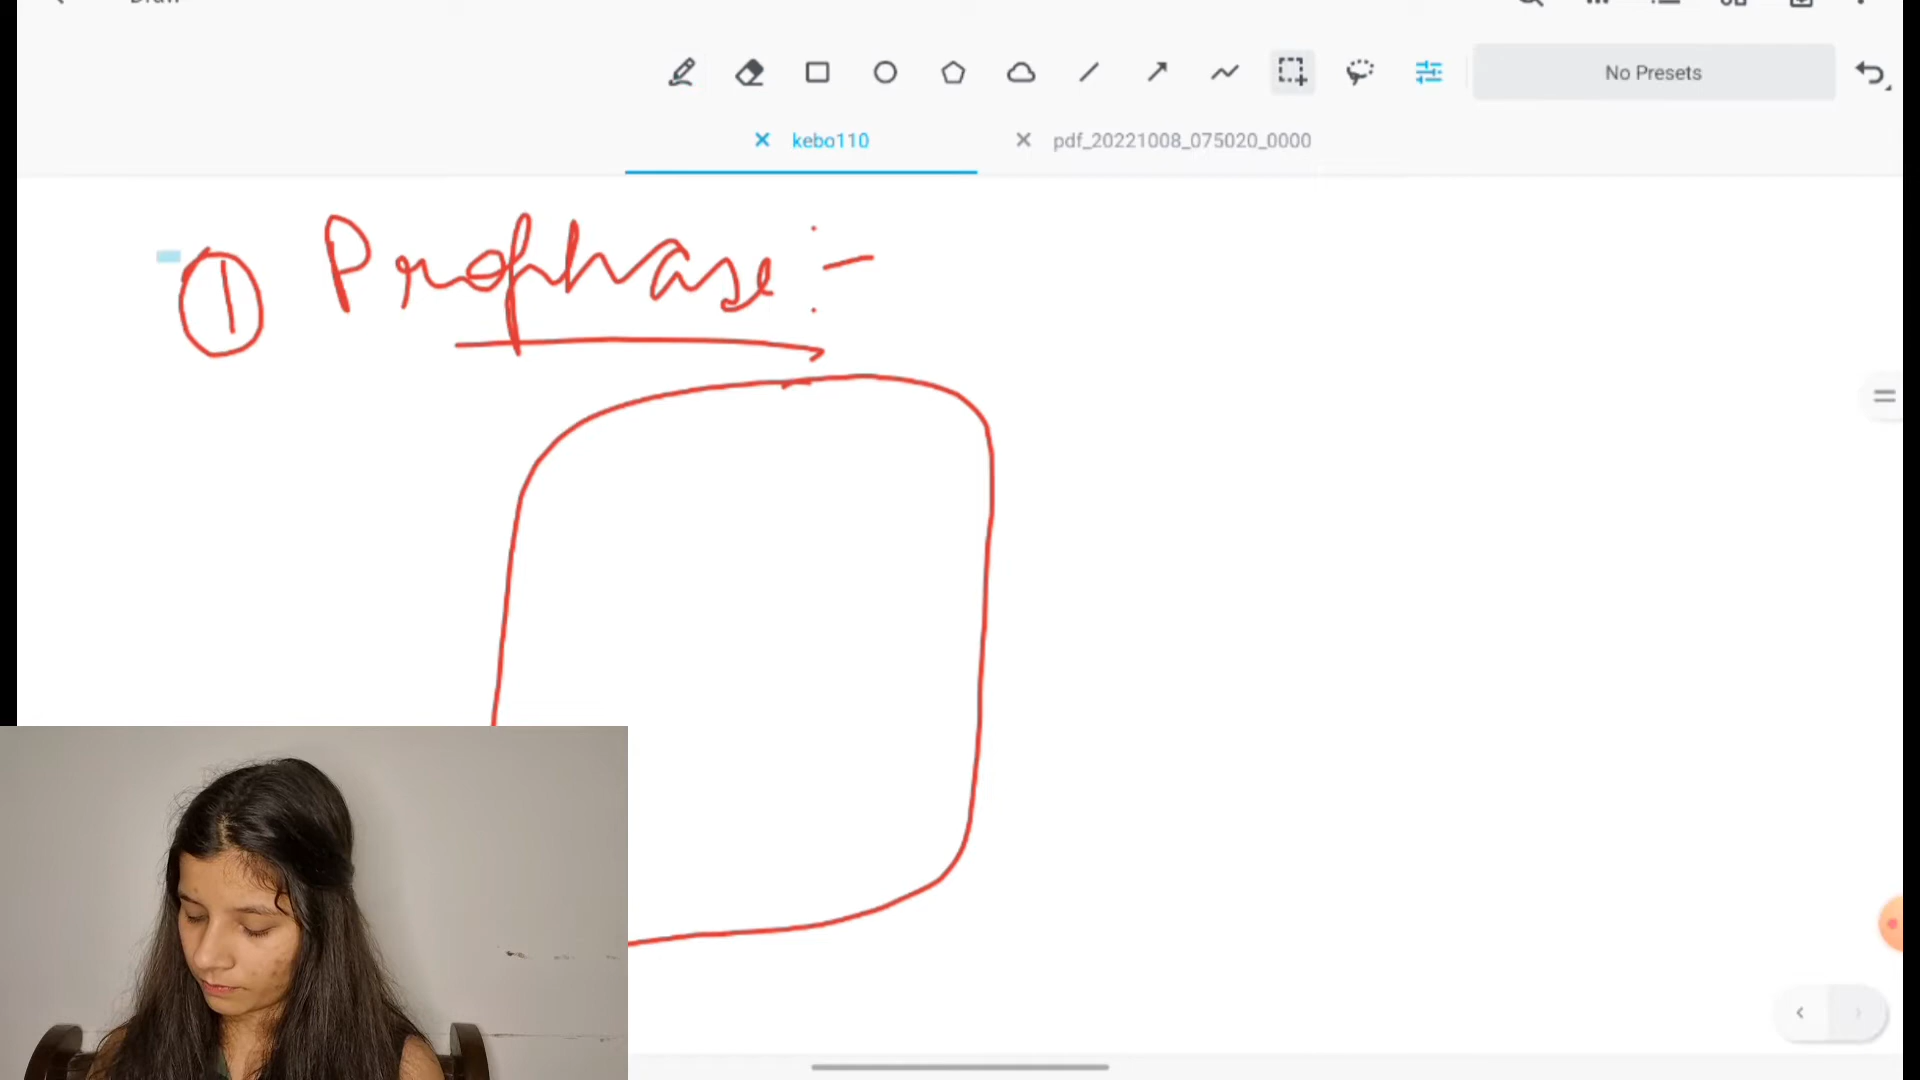 No Presets
kebo110
pdf_20221008_075020_0000
① Prophase :-